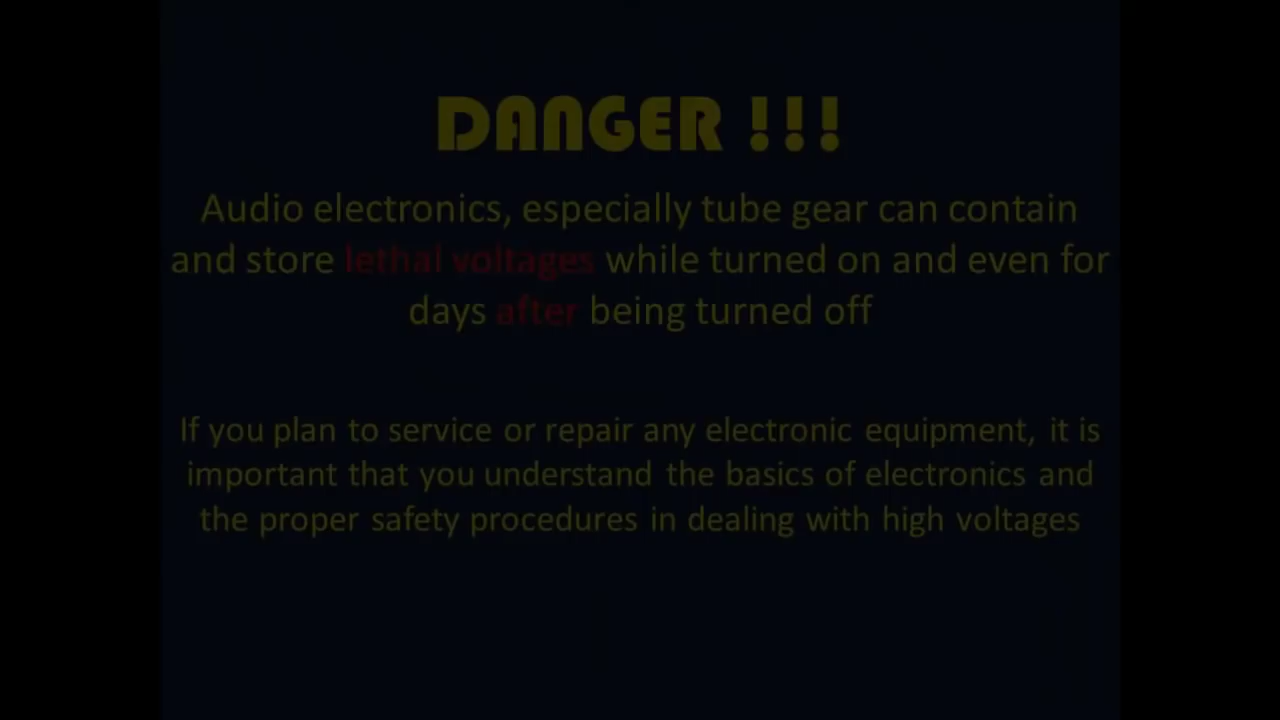 DANGER !!!
Audio electronics, especially tube gear can contain
and store lethal voltages while turned on and even for
days after being turned off
If you plan to service or repair any electronic equipment, it is
important that you understand the basics of electronics and
the proper safety procedures in dealing with high voltages